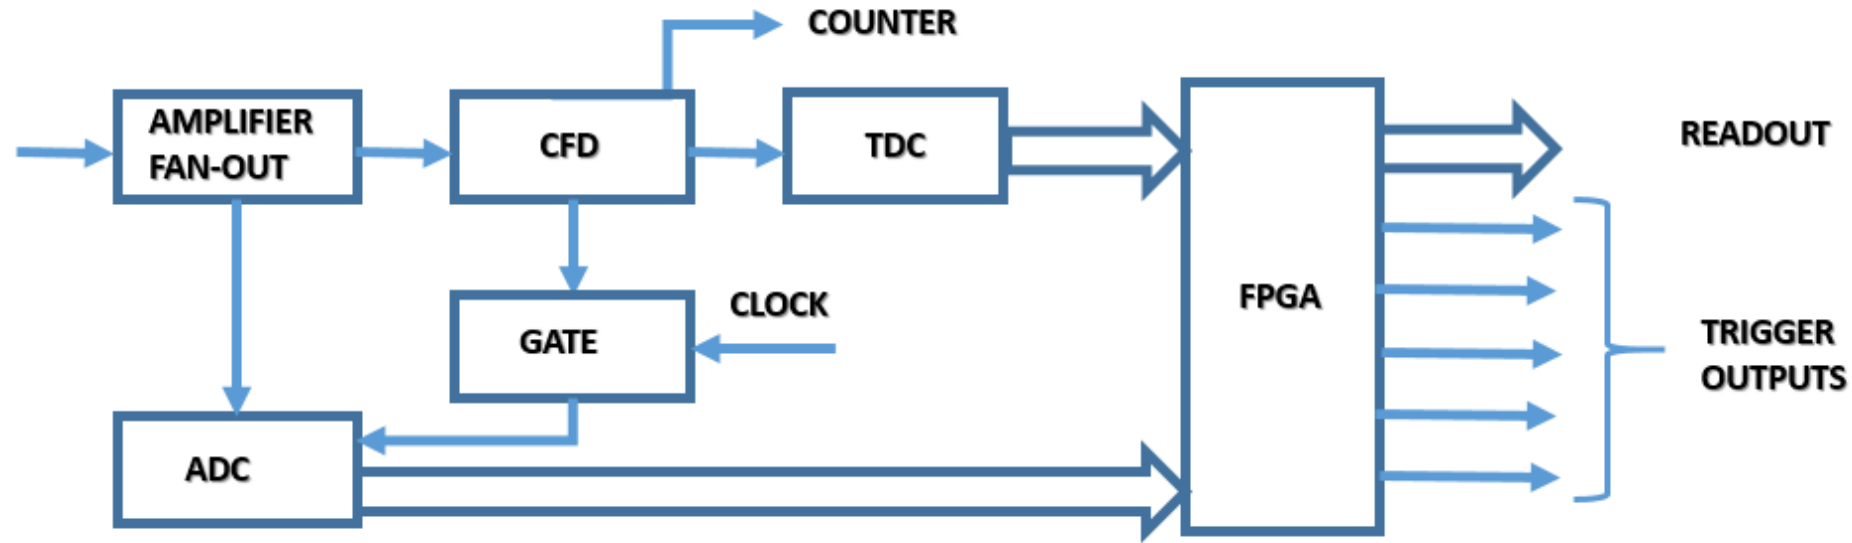 COUNTER
AMPLIFIER
FAN-OUT
CFD
TDC
READOUT
GATE
CLOCK
FPGA
TRIGGER
OUTPUTS
ADC